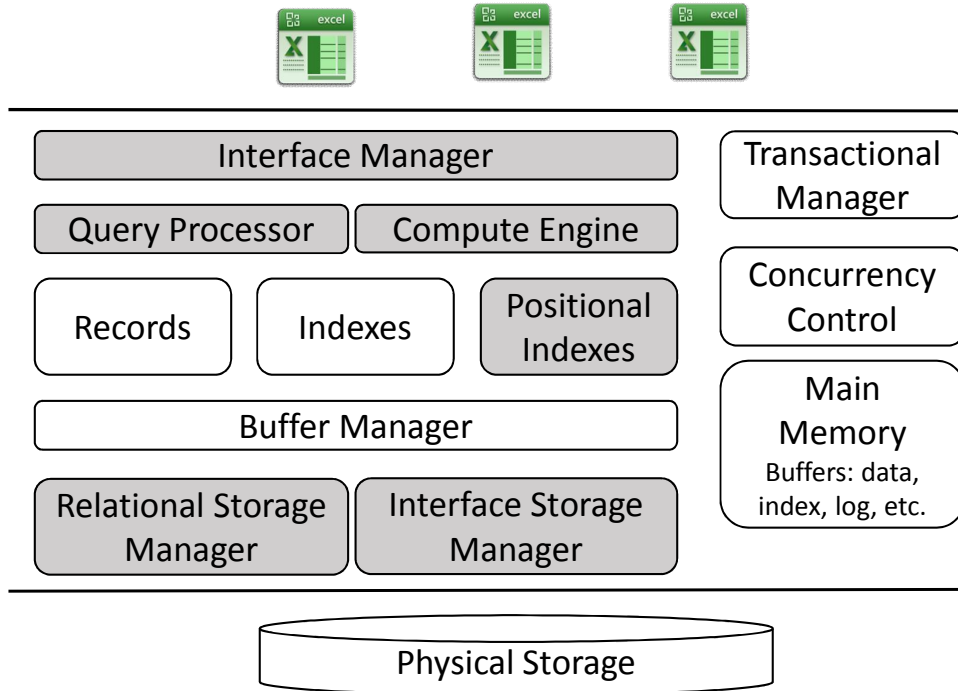 excel
excel
excel
Interface Manager
Query Processor
Compute Engine
Records
Indexes
Positional
Indexes
Buffer Manager
Relational Storage
Manager
Interface Storage
Manager
Transactional
Manager
Concurrency
Control
Main
Memory
Buffers: data,
index, log, etc.
Physical Storage